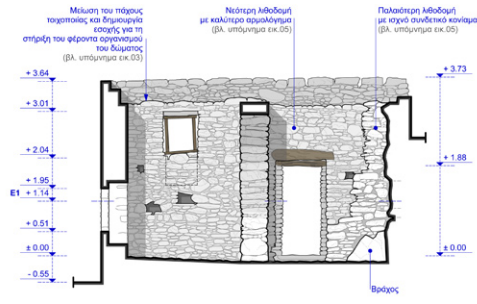 Μείωση του πάχους
τοιχοποιίας και δημιουργία
εσοχής για τη
στήριξη του φέροντα οργανισμού
του δώματος
(βλ. υπόμνημα εικ.03)
Νεότερη λιθοδομή
με καλύτερο αρμολόγημα
(βλ. υπόμνημα εικ.05)
Παλαιότερη λιθοδομή
με ισχνό συνδετικό κονίαμα
(βλ. υπόμνημα εικ.05)
+ 3.64
+ 3.01
+ 2.04
+ 1.95
E1
+ 1.14
+ 0.51
± 0.00
- 0.55
+ 3.73
+ 1.88
± 0.00
Βράχος